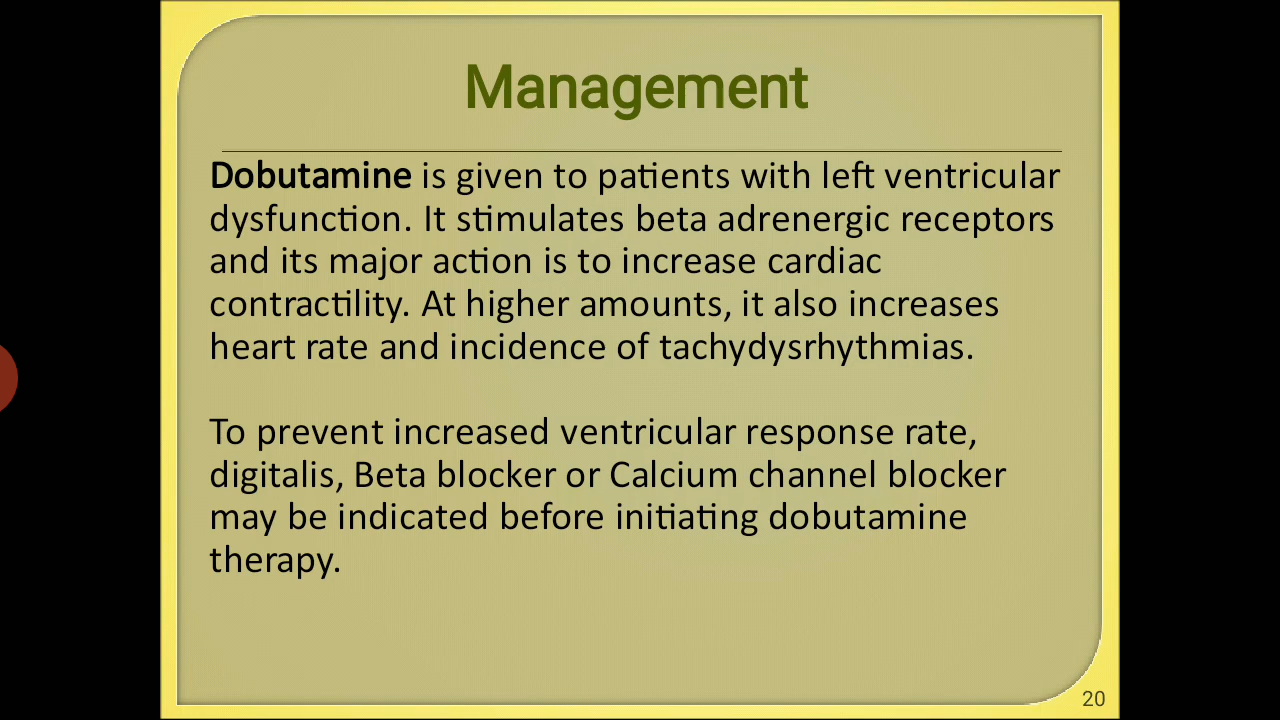 Management
Dobutamine is given to patients with left ventricular
dysfunction. It stimulates beta adrenergic receptors
and its major action is to increase cardiac
contractility. At higher amounts, it also increases
heart rate and incidence of tachydysrhythmias.
To prevent increased ventricular response rate,
digitalis, Beta blocker or Calcium channel blocker
may be indicated before initiating dobutamine
therapy.
20